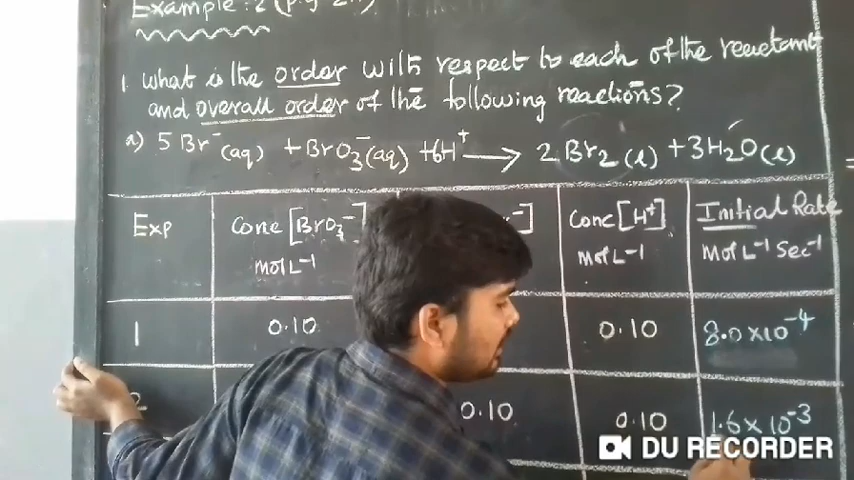 Example: 2
1. What is the order with respect to each of the reactant
and overall order of the following reactions?
a) 5 Br⁻(aq) + BrO₃⁻(aq) + 6H⁺ ⟶ 2 Br₂ (l) + 3H₂O(l)
Exp Conc [BrO₃⁻] r⁻] Conc [H⁺] Initial Rate
mol L⁻¹ mol L⁻¹ mol L⁻¹ Sec⁻¹
1 0.10 0.10 8.0 x 10⁻⁴
2 0.10 0.10 1.6 x 10⁻³
DU RECORDER